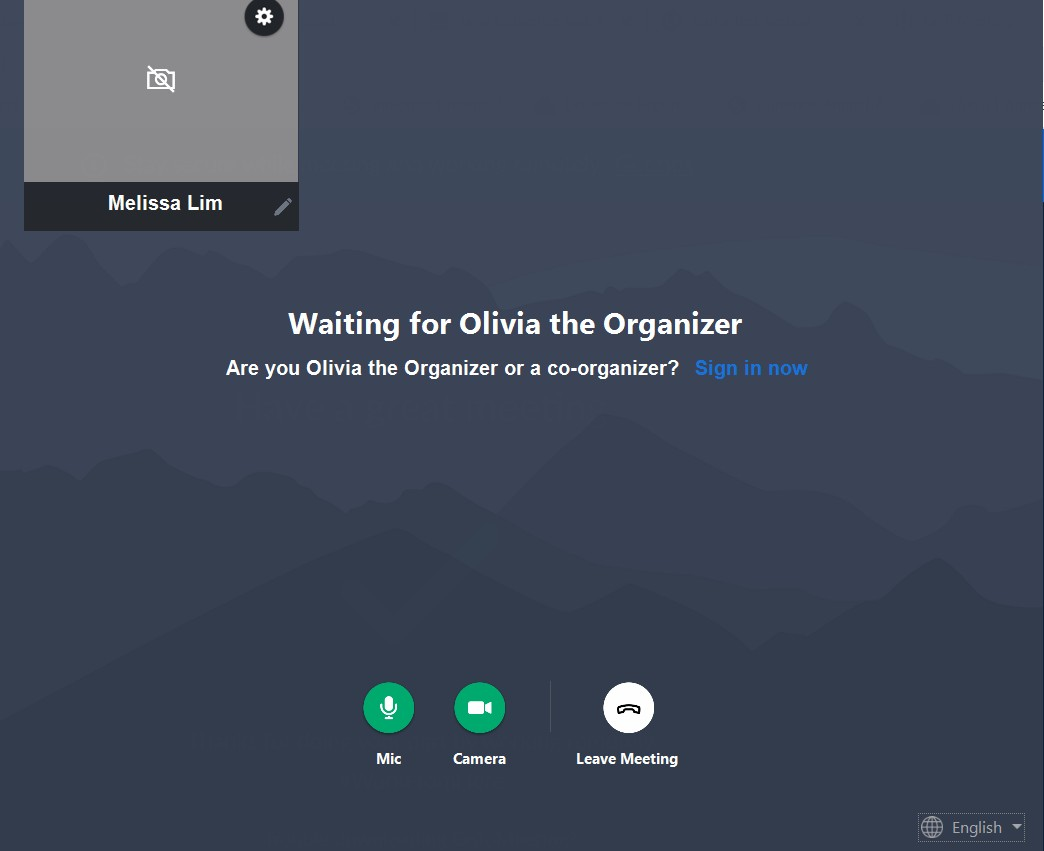 Melissa Lim
Waiting for Olivia the Organizer
Are you Olivia the Organizer or a co-organizer? Sign in now
Mic
Camera
Leave Meeting
English